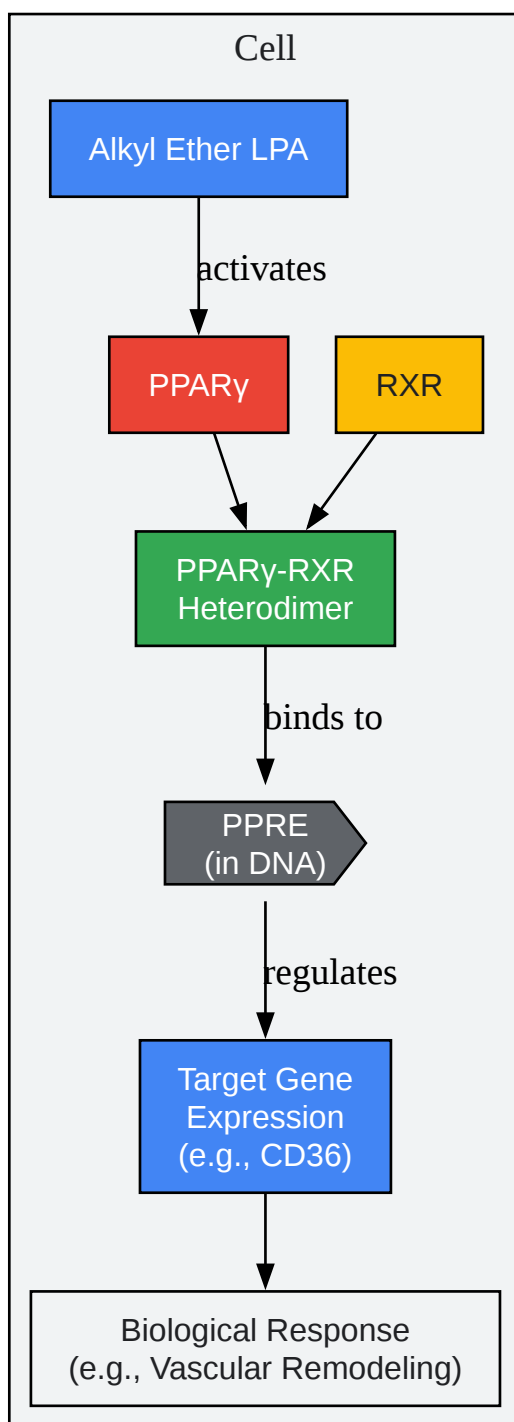 Cell
Alkyl Ether LPA
activates
PPARγ
RXR
PPARγ-RXR
Heterodimer
binds to
PPRE
(in DNA)
regulates
Target Gene
Expression
(e.g., CD36)
Biological Response
(e.g., Vascular Remodeling)